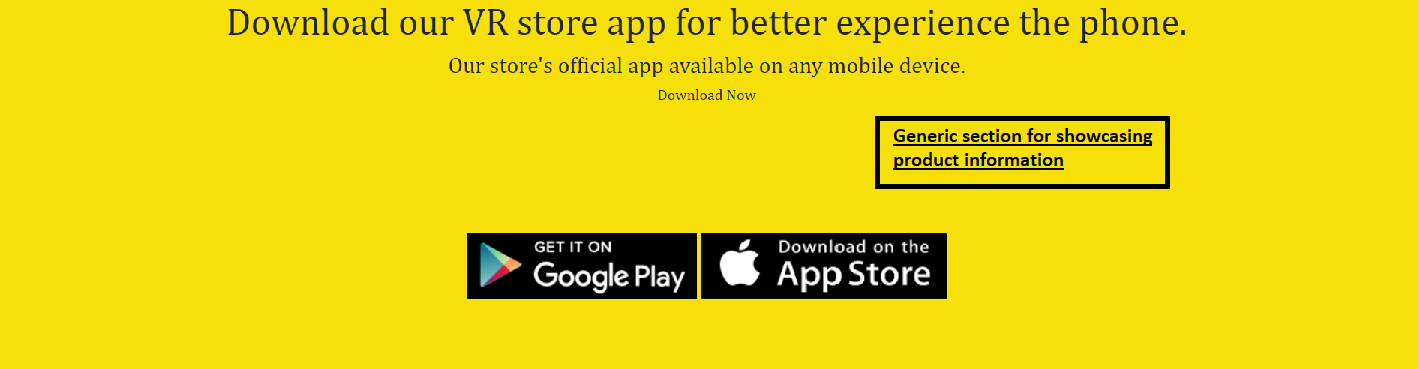 Download our VR store app for better experience the phone.
Our store's official app available on any mobile device.
Download Now
Generic section for showcasing
product information
GET IT ON
Google Play
Download on the
App Store